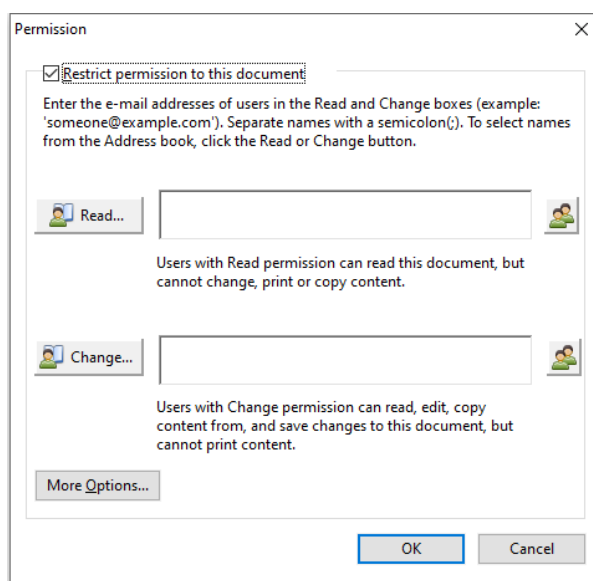 Permission
Restrict permission to this document
Enter the e-mail addresses of users in the Read and Change boxes (example:
'someone@example.com'). Separate names with a semicolon(;). To select names
from the Address book, click the Read or Change button.
Read...
Users with Read permission can read this document, but
cannot change, print or copy content.
Change...
Users with Change permission can read, edit, copy
content from, and save changes to this document, but
cannot print content.
More Options...
OK Cancel